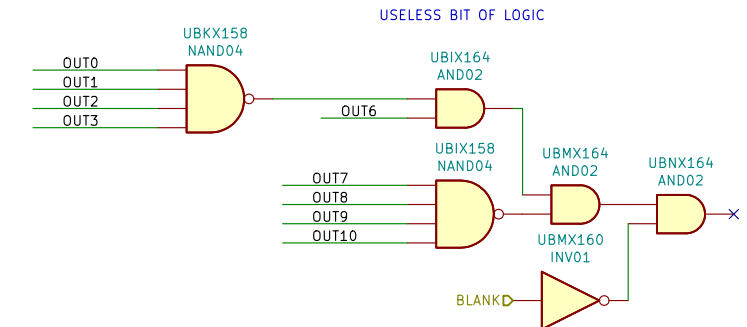 USELESS BIT OF LOGIC
UBKX158
NAND04
OUT0
OUT1
OUT2
OUT3
UBIX164
AND02
OUT6
UBIX158
NAND04
OUT7
OUT8
OUT9
OUT10
UBMX164
AND02
UBNX164
AND02
UBMX160
INV01
BLANK